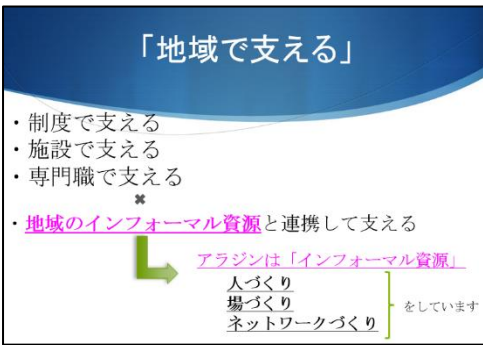 「地域で支える」
・制度で支える
・施設で支える
・専門職で支える
✖
・地域のインフォーマル資源と連携して支える
アラジンは「インフォーマル資源」
人づくり
場づくり
ネットワークづくり
をしています